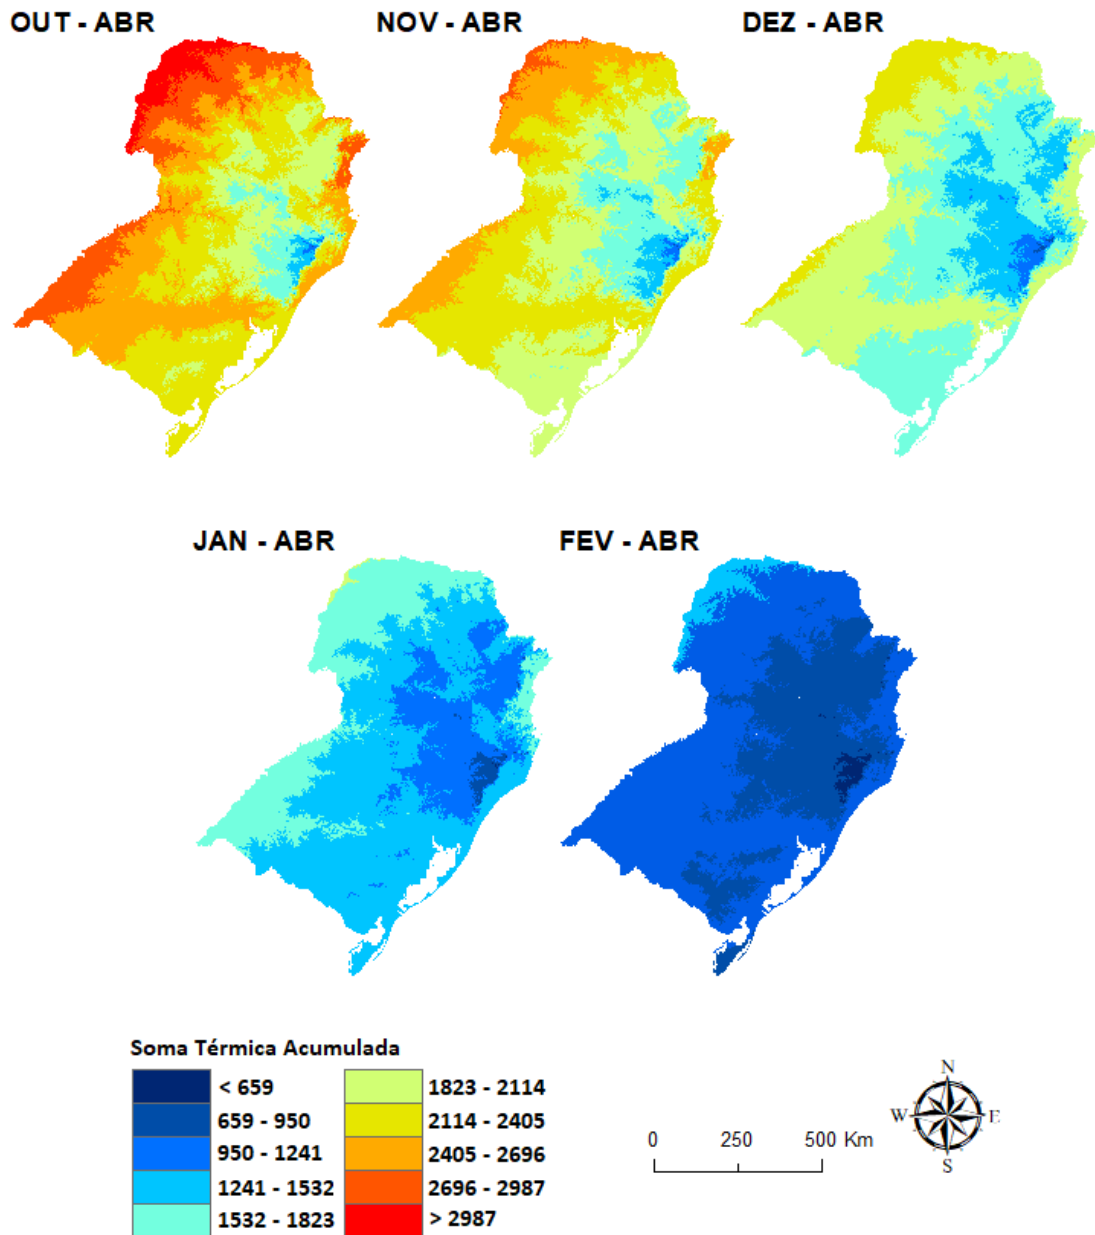 OUT - ABR
NOV - ABR
DEZ - ABR
JAN - ABR
FEV - ABR
Soma Térmica Acumulada
< 659
659 - 950
950 - 1241
1241 - 1532
1532 - 1823
1823 - 2114
2114 - 2405
2405 - 2696
2696 - 2987
> 2987
0 250 500 Km
N
W E
S